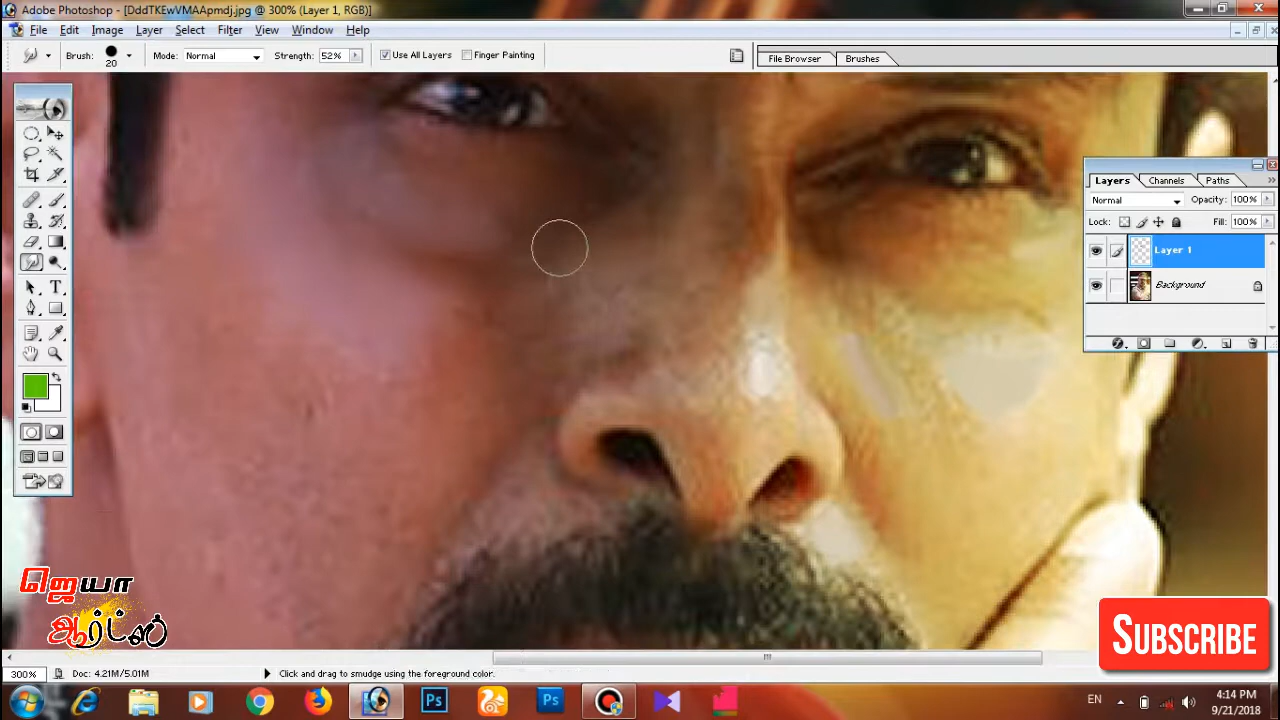 Adobe Photoshop - [DddTKEwVMAApmdj.jpg @ 300% (Layer 1, RGB)]
File Edit Image Layer Select Filter View Window Help
Brush: 20 Mode: Normal Strength: 52% Use All Layers Finger Painting File Browser Brushes
Layers Channels Paths
Normal Opacity: 100%
Lock: Fill: 100%
Layer 1
Background
ஜெயா
ஆர்ட்ஸ்
SUBSCRIBE
300% Doc: 4.21M/5.01M Click and drag to smudge using the foreground color.
Ps Ps EN 4:14 PM
9/21/2018